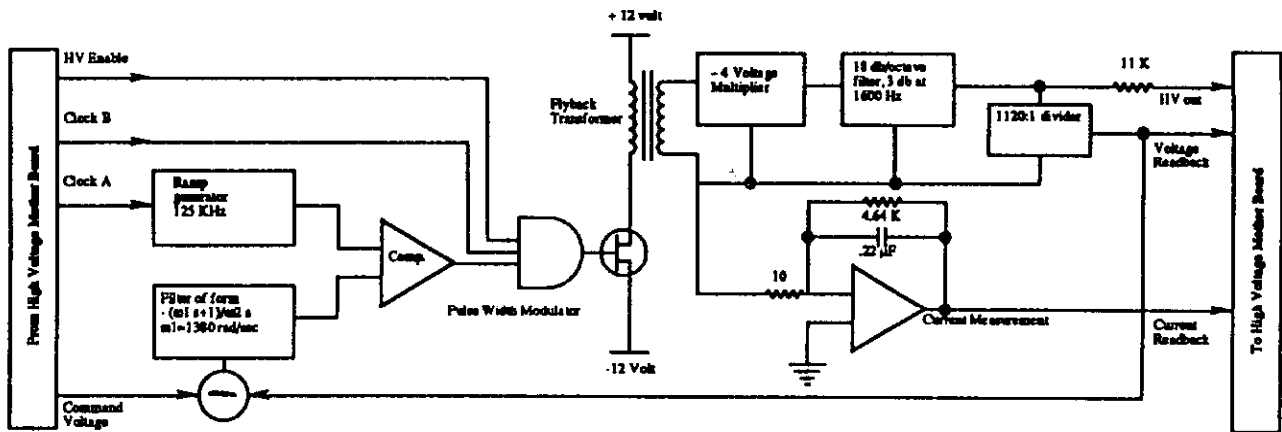 From High Voltage Mother Board
HV Enable
Clock B
Clock A
Ramp
generator
125 KHz
Filter of form
- (m1 s+1)/m2 s
m1=1380 rad/sec
Command
Voltage
Comp.
Pulse Width Modulator
+ 12 volt
Flyback
Transformer
-12 Volt
~ 4 Voltage
Multiplier
18 db/octave
filter, 3 db at
1600 Hz
11 K
HV out
1120:1 divider
Voltage
Readback
4.64 K
.22 µF
10
Current Measurement
Current
Readback
To High Voltage Mother Board